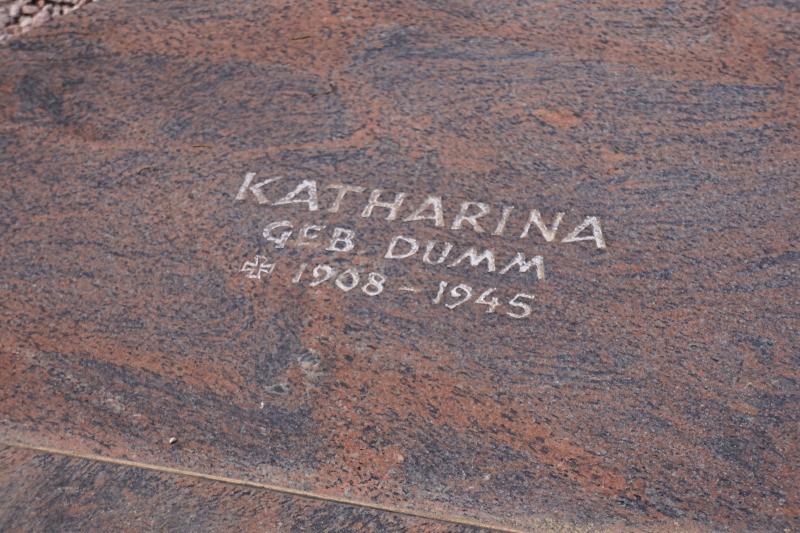 KATHARINA
GEB DUMM
✠ 1908 - 1945